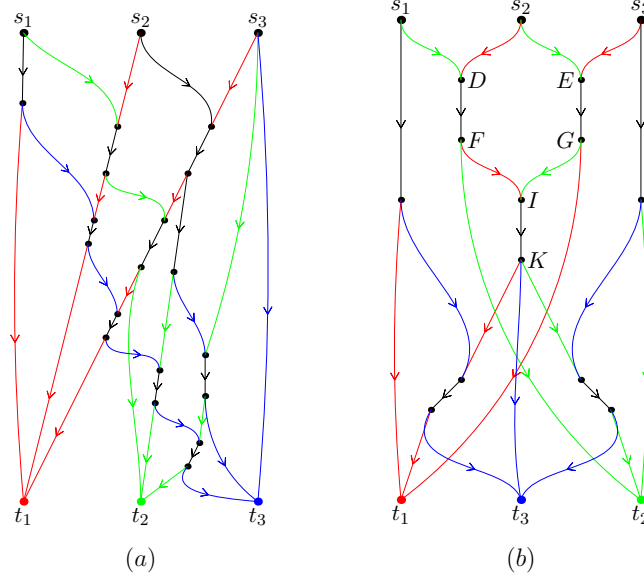 s₁ s₂ s₃ s₁ s₂ s₃
D E
F G
I
K
t₁ t₂ t₃ t₁ t₃ t₂
(a) (b)